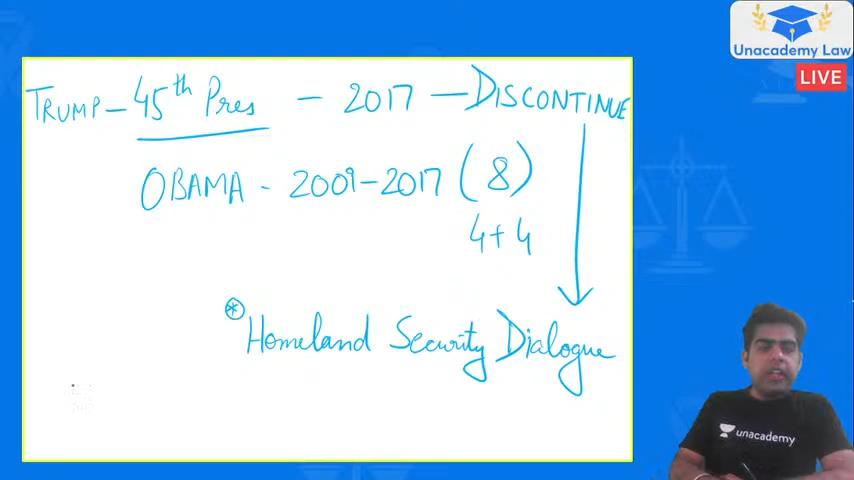 Unacademy Law
LIVE
TRUMP - 45th Pres - 2017 - DISCONTINUE
OBAMA - 2009-2017 (8)
4+4
* Homeland Security Dialogue
unacademy